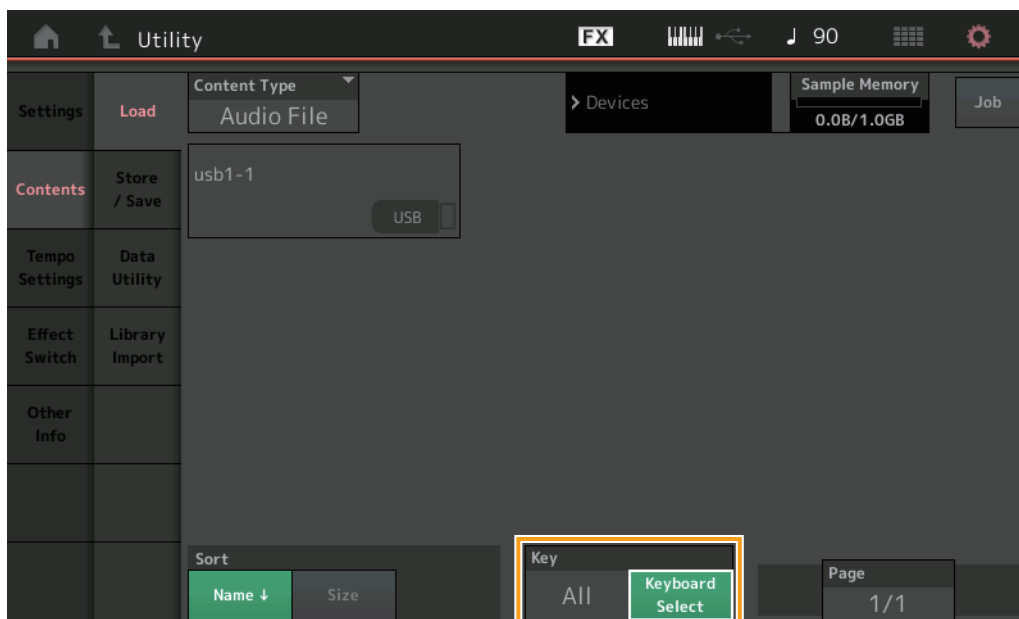 Utility
FX
90
Settings
Load
Content Type
Audio File
Devices
Sample Memory
0.0B/1.0GB
Job
Contents
Store
/ Save
usb1-1
USB
Tempo
Settings
Data
Utility
Effect
Switch
Library
Import
Other
Info
Sort
Name ↓
Size
Key
All
Keyboard
Select
Page
1/1